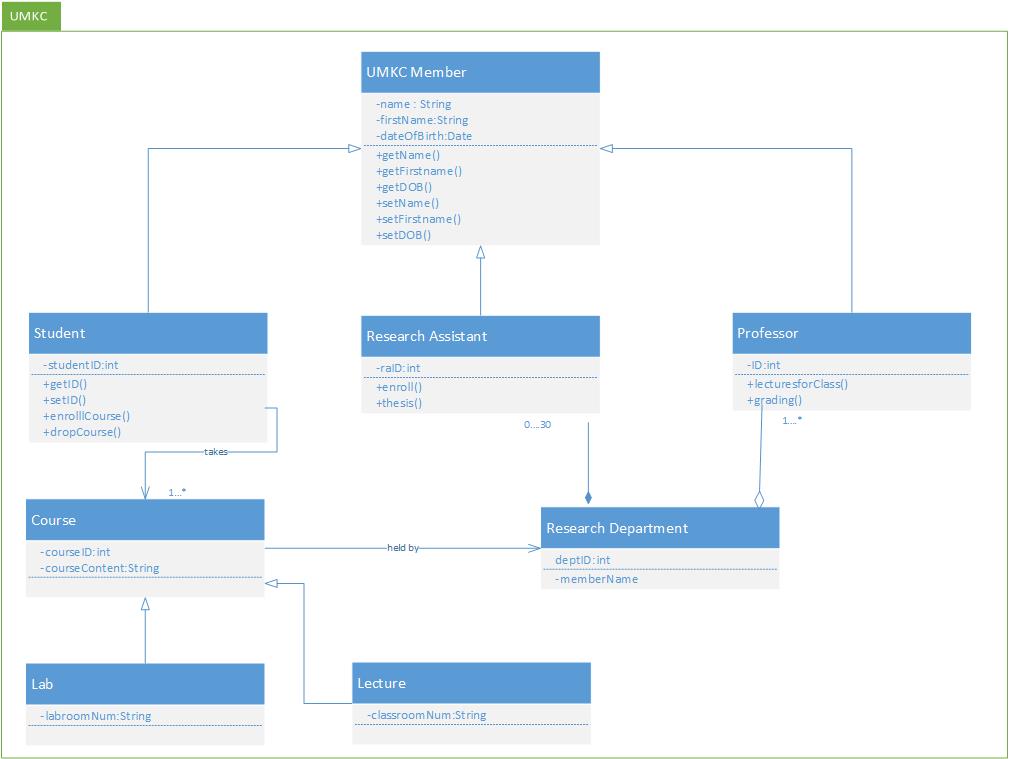 UMKC
UMKC Member
-name : String
-firstName:String
-dateOfBirth:Date
+getName()
+getFirstname()
+getDOB()
+setName()
+setFirstname()
+setDOB()
Student
-studentID:int
+getID()
+setID()
+enrollCourse()
+dropCourse()
Research Assistant
-raID:int
+enroll()
+thesis()
Professor
-ID:int
+lecturesforClass()
+grading()
0....30
1...*
takes
1...*
Course
-courseID:int
-courseContent:String
held by
Research Department
deptID:int
-memberName
Lab
-labroomNum:String
Lecture
-classroomNum:String